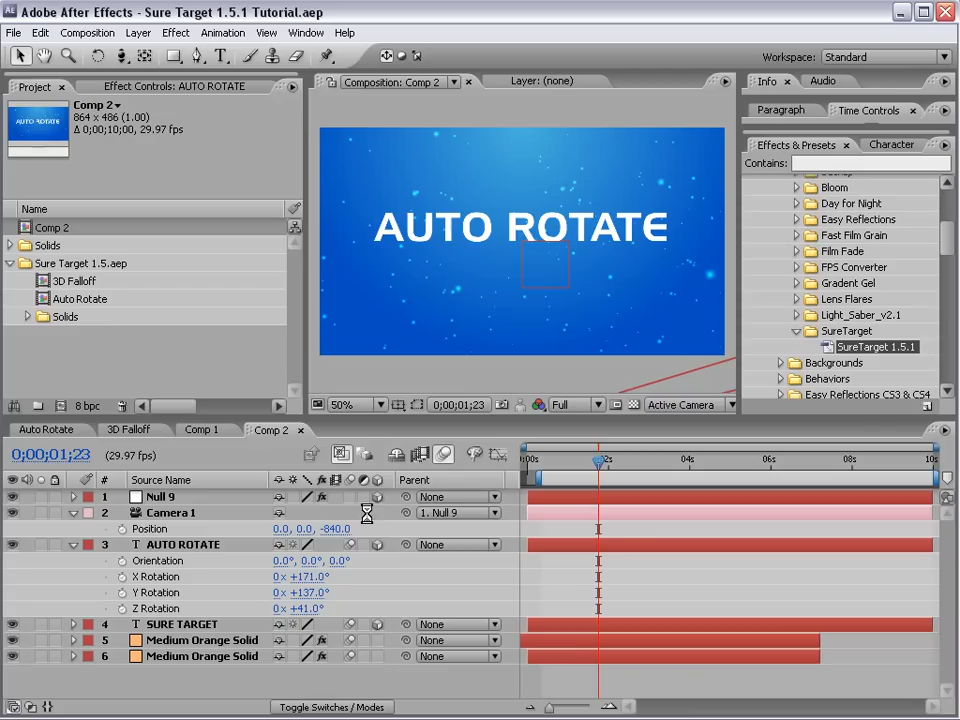 Adobe After Effects - Sure Target 1.5.1 Tutorial.aep
File Edit Composition Layer Effect Animation View Window Help
Workspace: Standard
Project Effect Controls: AUTO ROTATE
Composition: Comp 2 Layer: (none)
Info Audio
Comp 2
864 x 486 (1.00)
Δ 0;00;10;00, 29.97 fps
AUTO ROTATE
Paragraph Time Controls
Effects & Presets Character
Contains:
Bloom
Day for Night
Easy Reflections
Fast Film Grain
Film Fade
FPS Converter
Gradent Gel
Lens Flares
Light_Saber_v2.1
SureTarget
SureTarget 1.5.1
Backgrounds
Behaviors
Easy Reflections CS3 & CS4
Name
Comp 2
Solids
Sure Target 1.5.aep
3D Falloff
Auto Rotate
Solids
AUTO ROTATE
8 bpc
50% 0;00;01;23 Full Active Camera
Auto Rotate 3D Falloff Comp 1 Comp 2
0;00;01;23 (29.97 fps)
:00s 2s 04s 06s 08s 10s
# Source Name Parent
1 Null 9 None
2 Camera 1 1. Null 9
Position 0.0, 0.0, -840.0
3 T AUTO ROTATE None
Orientation 0.0°, 0.0°, 0.0°
X Rotation 0 x +171.0°
Y Rotation 0 x +137.0°
Z Rotation 0 x +41.0°
4 T SURE TARGET None
5 Medium Orange Solid None
6 Medium Orange Solid None
Toggle Switches / Modes